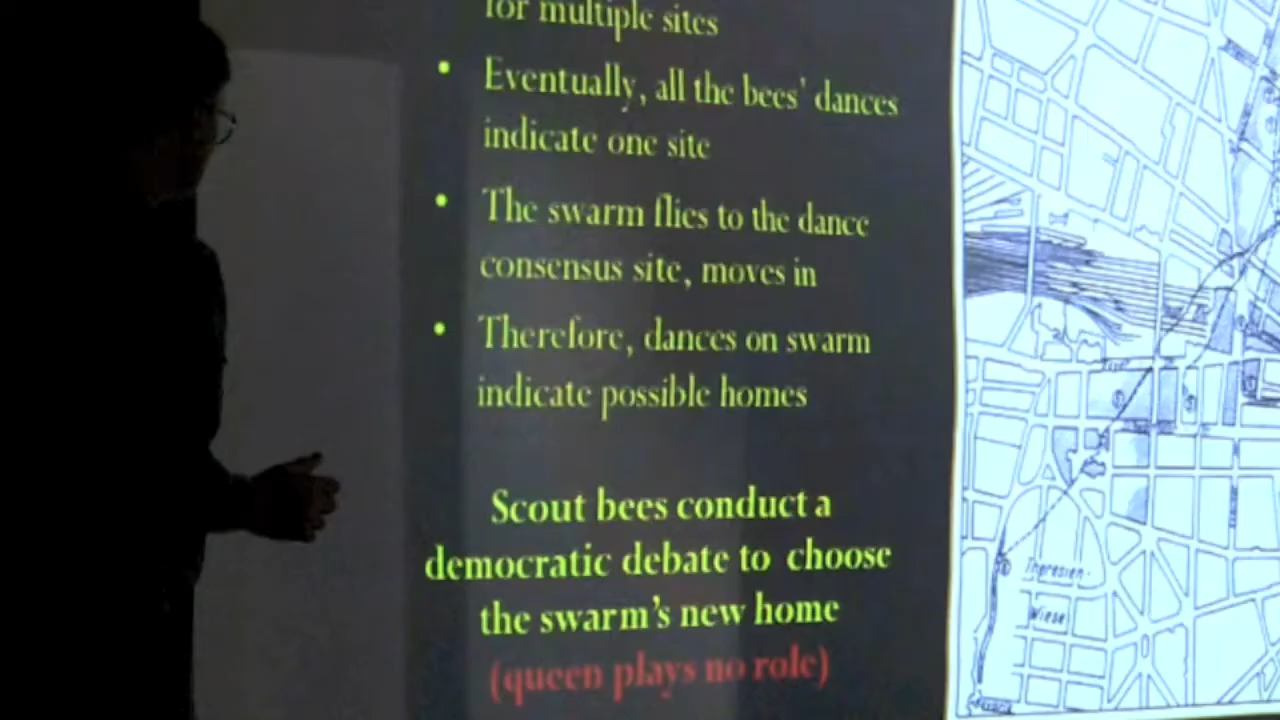 for multiple sites
• Eventually, all the bees' dances
indicate one site
• The swarm flies to the dance
consensus site, moves in
• Therefore, dances on swarm
indicate possible homes
Scout bees conduct a
democratic debate to choose
the swarm's new home
(queen plays no role)
Theresien-
Wiese